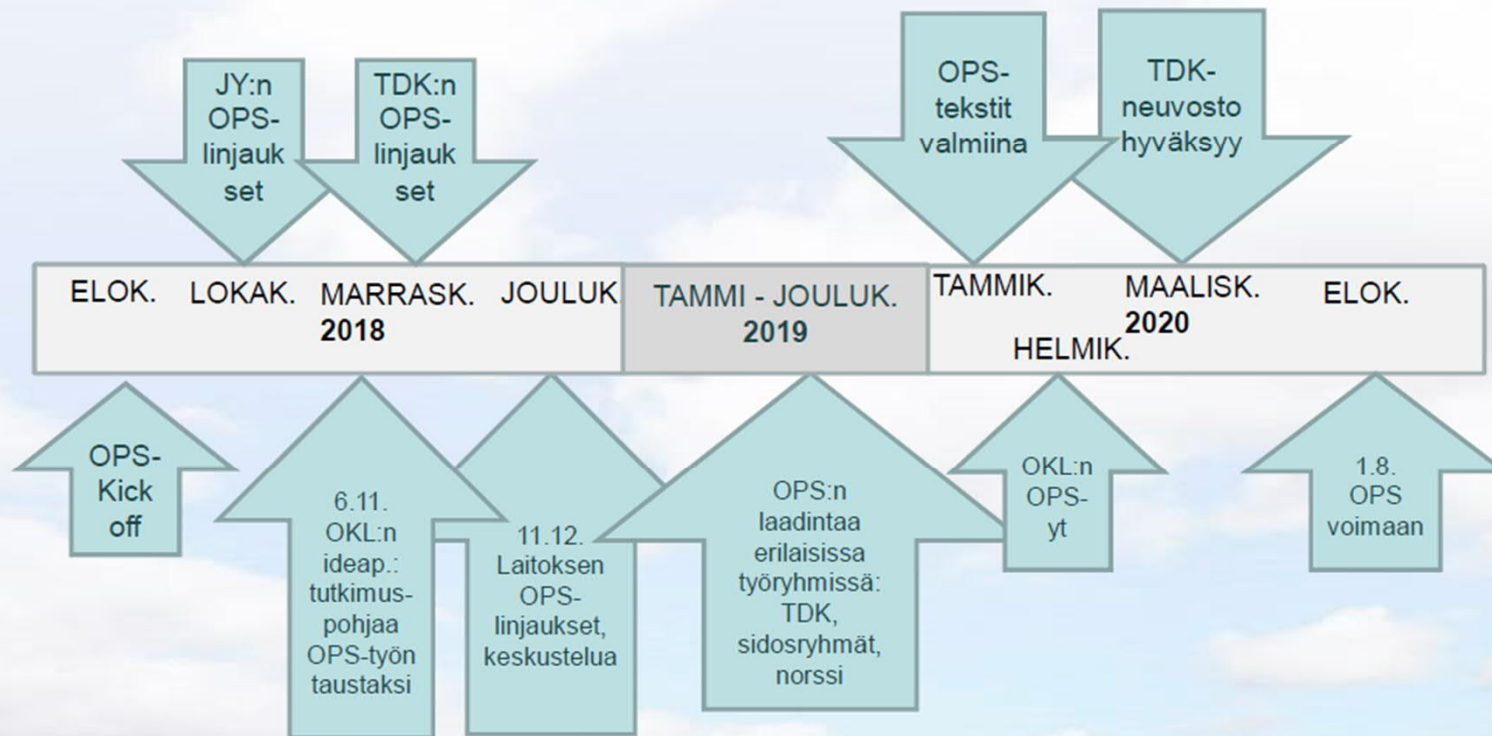 JY:n
OPS-
linjauk
set
TDK:n
OPS-
linjauk
set
OPS-
tekstit
valmiina
TDK-
neuvosto
hyväksyy
ELOK.
LOKAK.
MARRASK.
2018
JOULUK.
TAMMI - JOULUK.
2019
TAMMIK.
HELMIK.
MAALISK.
2020
ELOK.
OPS-
Kick
off
6.11.
OKL:n
ideap.:
tutkimus-
pohjaa
OPS-työn
taustaksi
11.12.
Laitoksen
OPS-
linjaukset,
keskustelua
OPS:n
laadintaa
erilaisissa
työryhmissä:
TDK,
sidosryhmät,
norssi
OKL:n
OPS-
yt
1.8.
OPS
voimaan